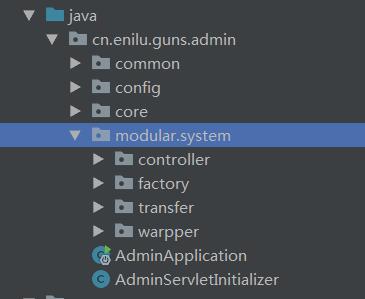 java
cn.enilu.guns.admin
common
config
core
modular.system
controller
factory
transfer
warpper
AdminApplication
AdminServletInitializer